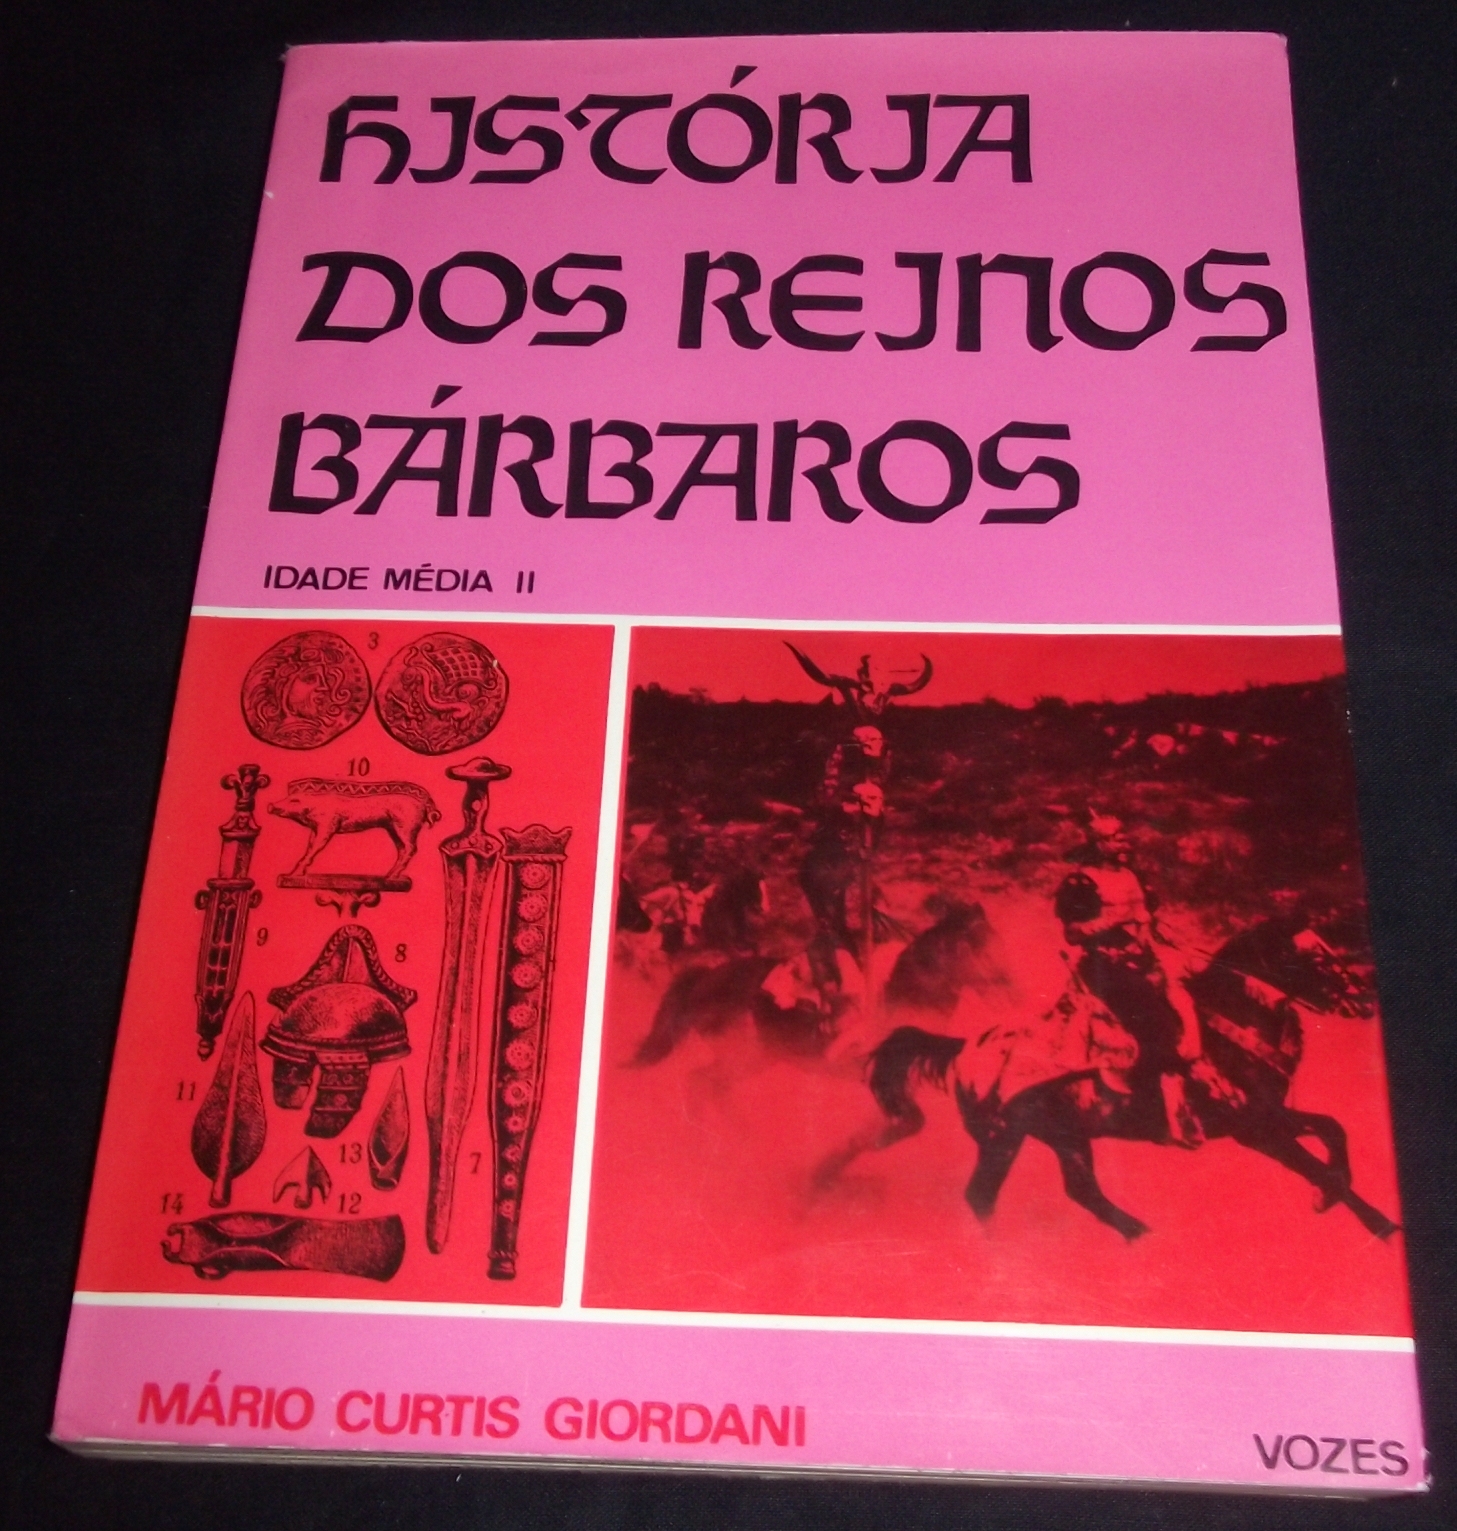 HISTÓRIA
DOS REINOS
BÁRBAROS
IDADE MÉDIA II
3
10
9
8
11
13
7
14
12
MÁRIO CURTIS GIORDANI
VOZES